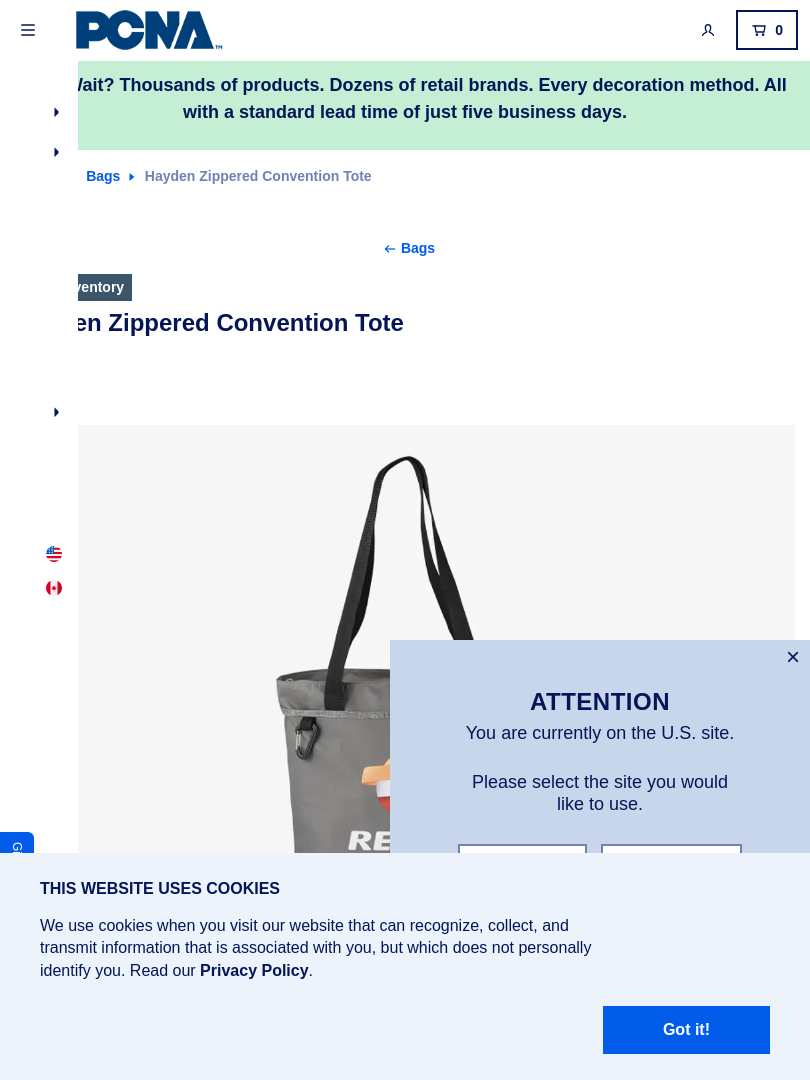 PCNA™
0
Wait? Thousands of products. Dozens of retail brands. Every decoration method. All
with a standard lead time of just five business days.
Bags
Hayden Zippered Convention Tote
Bags
Zippered Convention Tote
ATTENTION
You are currently on the U.S. site.
Please select the site you would
like to use.
THIS WEBSITE USES COOKIES
We use cookies when you visit our website that can recognize, collect, and
transmit information that is associated with you, but which does not personally
identify you. Read our Privacy Policy.
Got it!